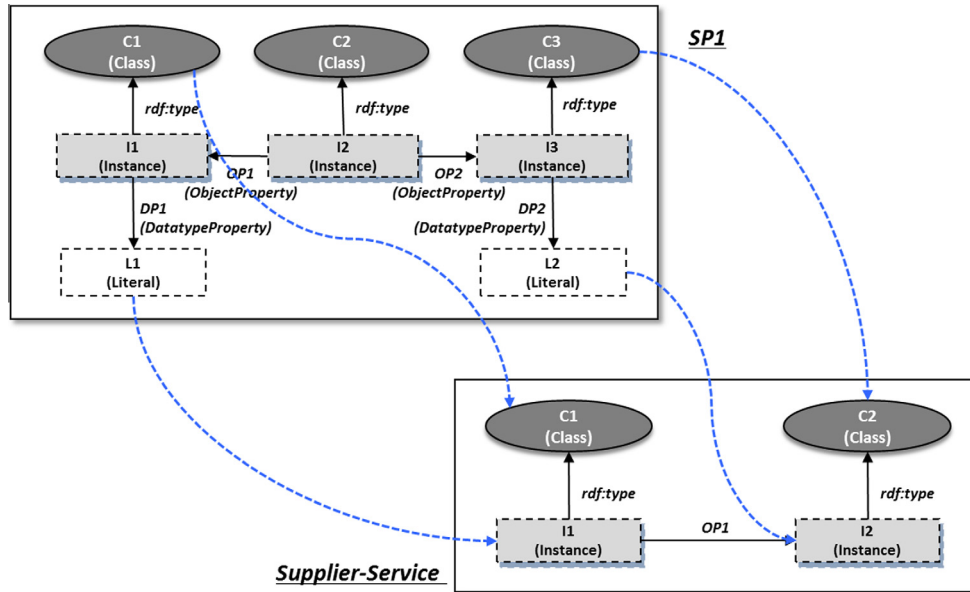 C1
(Class)
C2
(Class)
C3
(Class)
SP1
rdf:type
rdf:type
rdf:type
I1
(Instance)
I2
(Instance)
I3
(Instance)
OP1
(ObjectProperty)
OP2
(ObjectProperty)
DP1
(DatatypeProperty)
DP2
(DatatypeProperty)
L1
(Literal)
L2
(Literal)
C1
(Class)
C2
(Class)
rdf:type
rdf:type
I1
(Instance)
OP1
I2
(Instance)
Supplier-Service